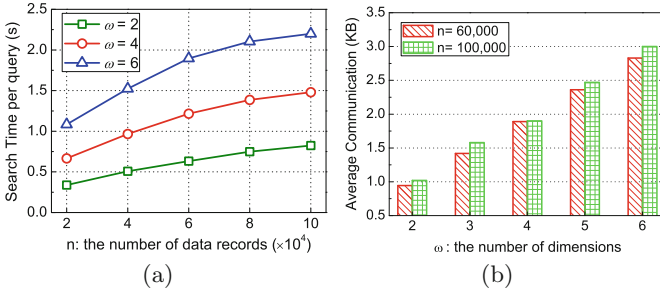 Search Time per query (s)
2.5
2.0
1.5
1.0
0.5
0.0
ω = 2
ω = 4
ω = 6
2 4 6 8 10
n: the number of data records (×10⁴)
(a)
Average Communication (KB)
3.5
3.0
2.5
2.0
1.5
1.0
0.5
n= 60,000
n= 100,000
2 3 4 5 6
ω : the number of dimensions
(b)